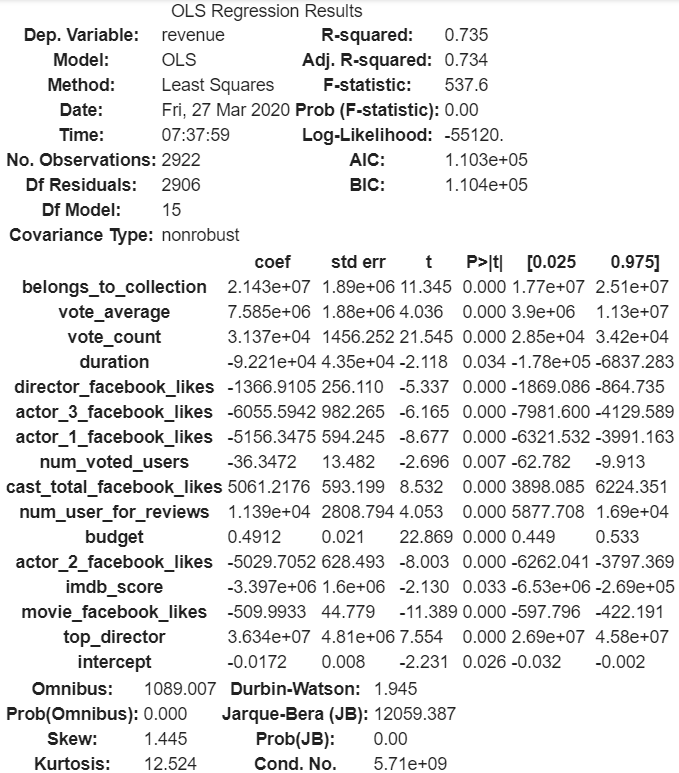 OLS Regression Results
Dep. Variable: revenue R-squared: 0.735
Model: OLS Adj. R-squared: 0.734
Method: Least Squares F-statistic: 537.6
Date: Fri, 27 Mar 2020 Prob (F-statistic): 0.00
Time: 07:37:59 Log-Likelihood: -55120.
No. Observations: 2922 AIC: 1.103e+05
Df Residuals: 2906 BIC: 1.104e+05
Df Model: 15
Covariance Type: nonrobust
coef std err t P>|t| [0.025 0.975]
belongs_to_collection 2.143e+07 1.89e+06 11.345 0.000 1.77e+07 2.51e+07
vote_average 7.585e+06 1.88e+06 4.036 0.000 3.9e+06 1.13e+07
vote_count 3.137e+04 1456.252 21.545 0.000 2.85e+04 3.42e+04
duration -9.221e+04 4.35e+04 -2.118 0.034 -1.78e+05 -6837.283
director_facebook_likes -1366.9105 256.110 -5.337 0.000 -1869.086 -864.735
actor_3_facebook_likes -6055.5942 982.265 -6.165 0.000 -7981.600 -4129.589
actor_1_facebook_likes -5156.3475 594.245 -8.677 0.000 -6321.532 -3991.163
num_voted_users -36.3472 13.482 -2.696 0.007 -62.782 -9.913
cast_total_facebook_likes 5061.2176 593.199 8.532 0.000 3898.085 6224.351
num_user_for_reviews 1.139e+04 2808.794 4.053 0.000 5877.708 1.69e+04
budget 0.4912 0.021 22.869 0.000 0.449 0.533
actor_2_facebook_likes -5029.7052 628.493 -8.003 0.000 -6262.041 -3797.369
imdb_score -3.397e+06 1.6e+06 -2.130 0.033 -6.53e+06 -2.69e+05
movie_facebook_likes -509.9933 44.779 -11.389 0.000 -597.796 -422.191
top_director 3.634e+07 4.81e+06 7.554 0.000 2.69e+07 4.58e+07
intercept -0.0172 0.008 -2.231 0.026 -0.032 -0.002
Omnibus: 1089.007 Durbin-Watson: 1.945
Prob(Omnibus): 0.000 Jarque-Bera (JB): 12059.387
Skew: 1.445 Prob(JB): 0.00
Kurtosis: 12.524 Cond. No. 5.71e+09